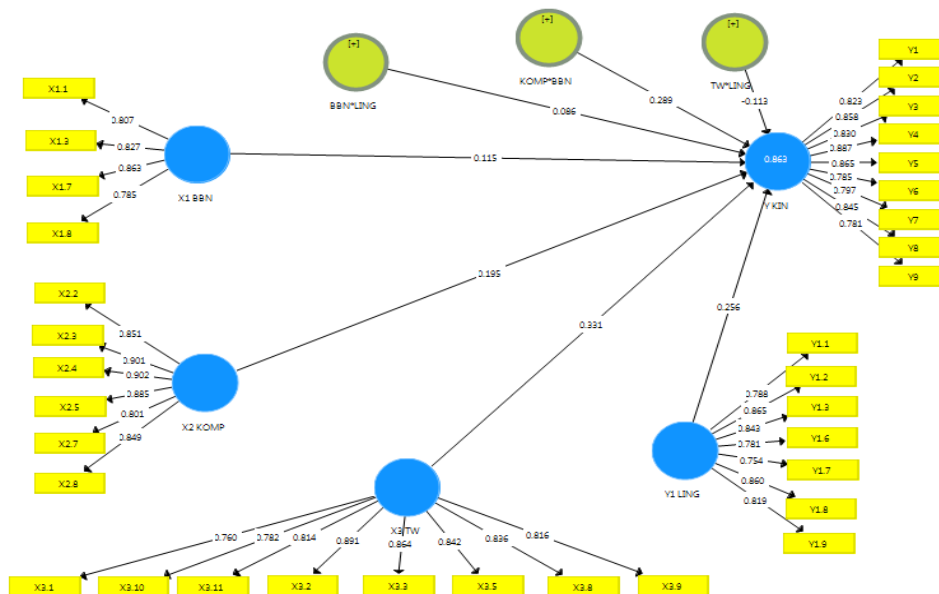 [+]
[+]
[+]
BBN*LING
KOMP*BBN
TW*LING
0.086
0.289
-0.113
X1.1
X1.3
X1.7
X1.8
0.807
0.827
0.863
0.785
X1 BBN
0.115
0.863
Y KIN
Y1
Y2
Y3
Y4
Y5
Y6
Y7
Y8
Y9
0.823
0.858
0.830
0.887
0.865
0.785
0.797
0.845
0.781
X2.2
X2.3
X2.4
X2.5
X2.7
X2.8
0.851
0.901
0.902
0.885
0.801
0.849
X2 KOMP
0.195
0.331
0.256
Y1.1
Y1.2
Y1.3
Y1.6
Y1.7
Y1.8
Y1.9
0.788
0.865
0.843
0.781
0.754
0.860
0.819
Y1 LING
X3 TW
0.760
0.782
0.814
0.891
0.864
0.842
0.836
0.816
X3.1
X3.10
X3.11
X3.2
X3.3
X3.5
X3.8
X3.9